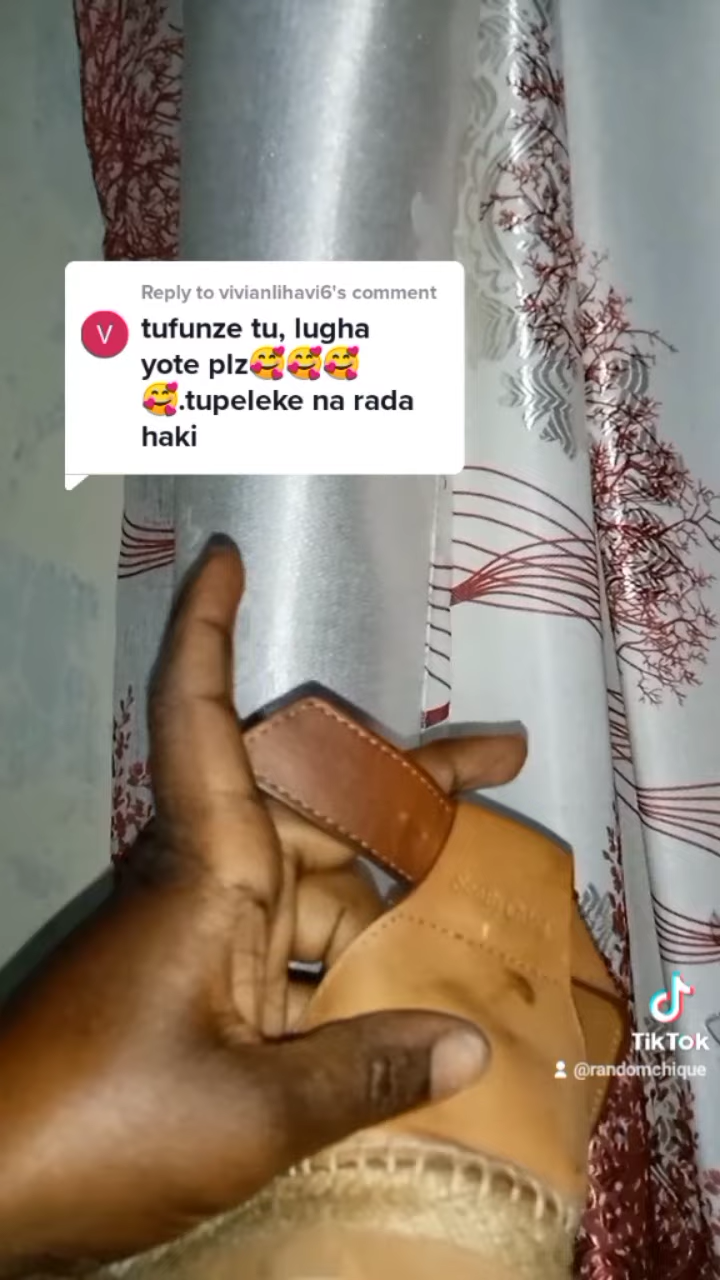 Reply to vivianlihavi6's comment
V
tufunze tu, lugha
yote plz🥰🥰🥰
🥰.tupeleke na rada
haki
TikTok
@randomchique